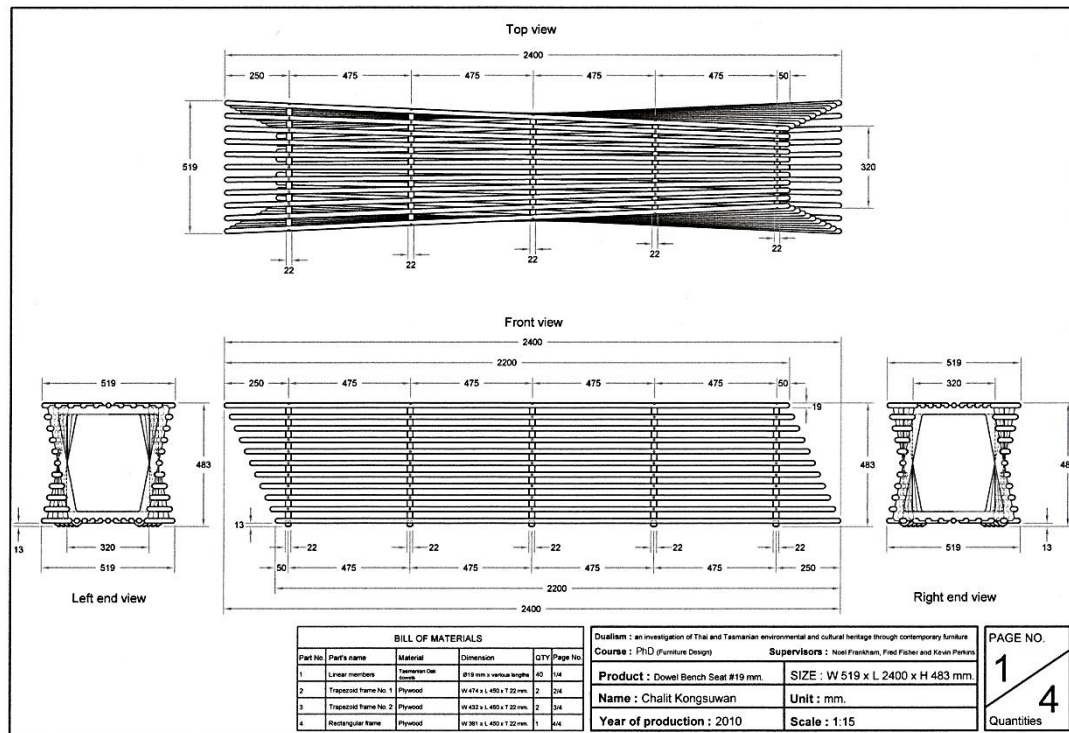 Top view
2400
250 475 475 475 475 50
519
320
22 22 22 22 22
Front view
2400
2200
250 475 475 475 475 50
519
483
13
320
13
519
Left end view
19
483
13
22 22 22 22 22
50 475 475 475 475 250
2200
2400
519
320
48
13
519
Right end view
BILL OF MATERIALS
Part No. Part's name Material Dimension QTY Page No.
1 Linear members Tasmanian Oak dowels Ø19 mm x various lengths 40 1/4
2 Trapezoid frame No. 1 Plywood W 474 x L 450 x T 22 mm. 2 2/4
3 Trapezoid frame No. 2 Plywood W 432 x L 450 x T 22 mm. 2 3/4
4 Rectangular frame Plywood W 381 x L 450 x T 22 mm. 1 4/4
Dualism : an investigation of Thai and Tasmanian environmental and cultural heritage through contemporary furniture
Course : PhD (Furniture Design) Supervisors : Noel Frankham, Fred Fisher and Kevin Perkins
Product : Dowel Bench Seat #19 mm. SIZE : W 519 x L 2400 x H 483 mm.
Name : Chalit Kongsuwan Unit : mm.
Year of production : 2010 Scale : 1:15
PAGE NO.
1
4
Quantities